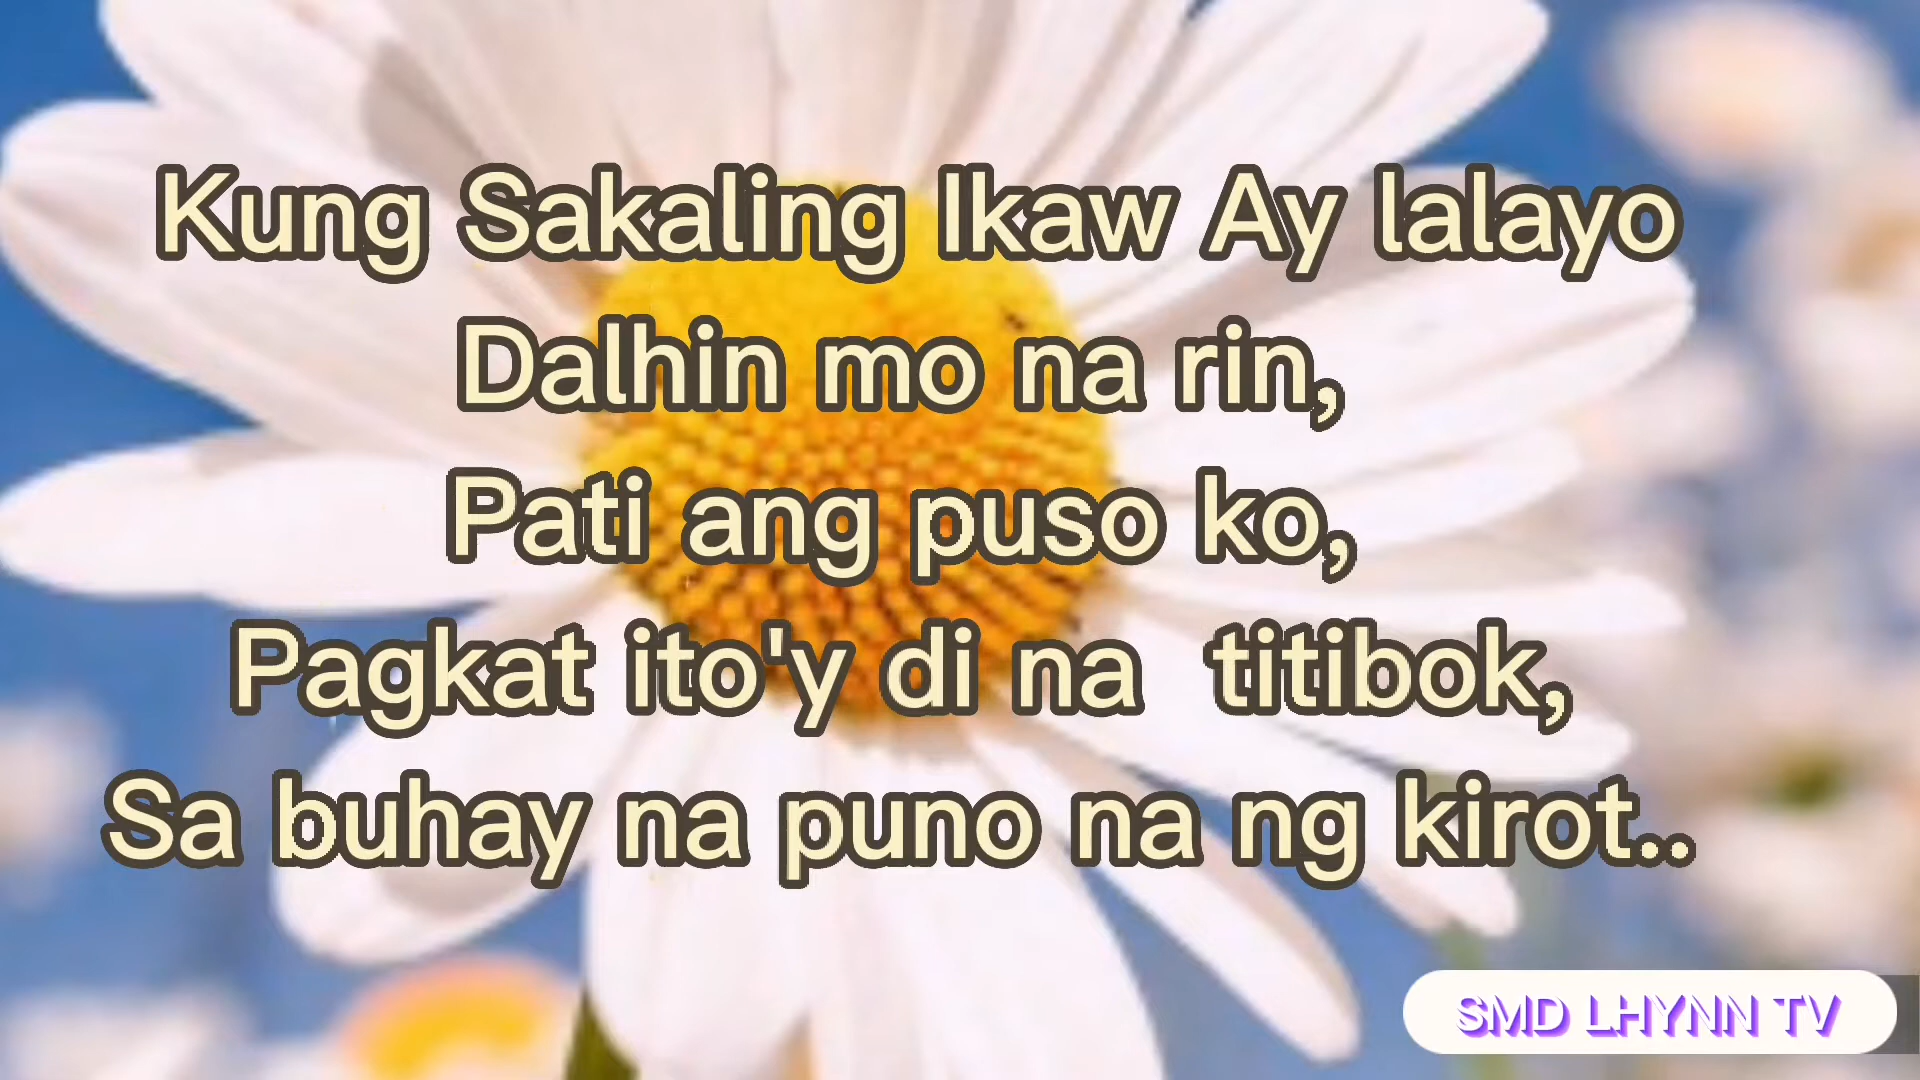 Kung Sakaling Ikaw Ay lalayo
Dalhin mo na rin,
Pati ang puso ko,
Pagkat ito'y di na  titibok,
Sa buhay na puno na ng kirot..
SMD LHYNN TV